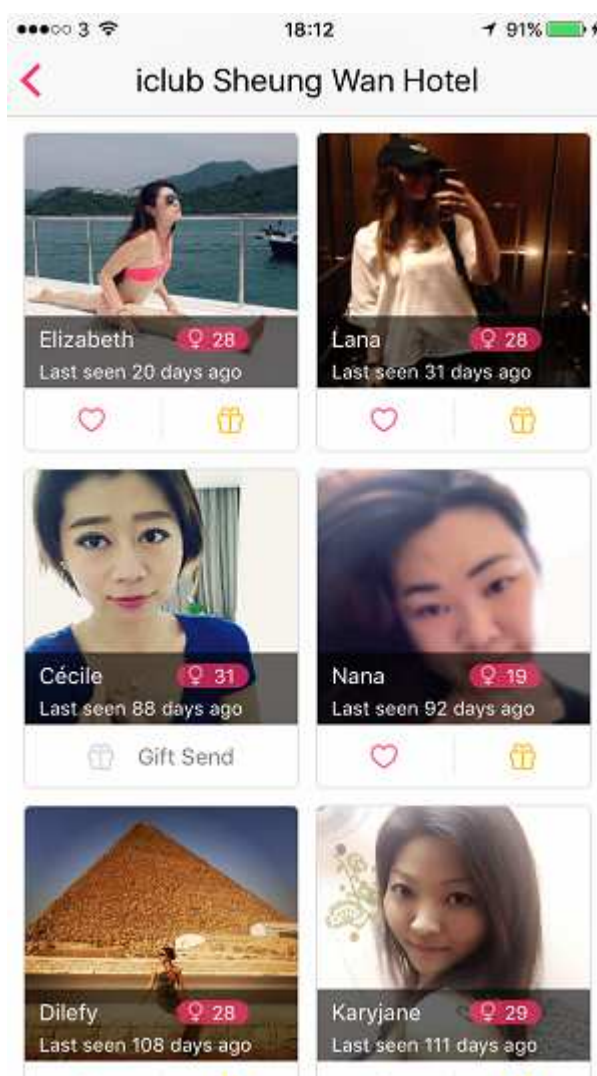 3 18:12 91%
iclub Sheung Wan Hotel
Elizabeth ♀ 28
Last seen 20 days ago
Lana ♀ 28
Last seen 31 days ago
Cécile ♀ 31
Last seen 88 days ago
Gift Send
Nana ♀ 19
Last seen 92 days ago
Dilefy ♀ 28
Last seen 108 days ago
Karyjane ♀ 29
Last seen 111 days ago